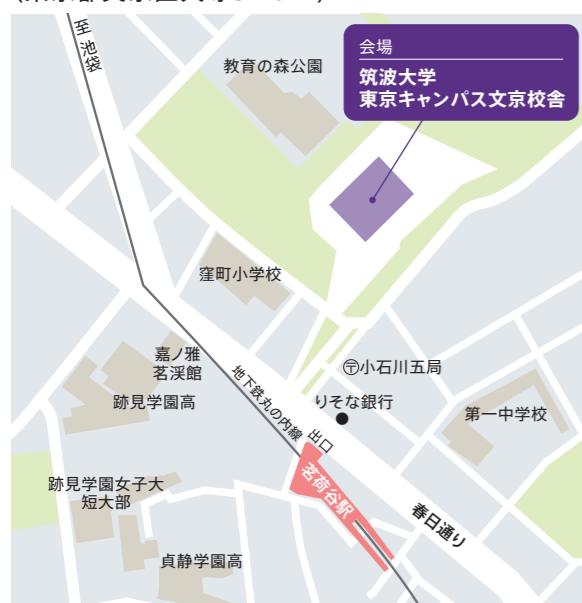 至 池袋
会場
筑波大学
東京キャンパス文京校舎
教育の森公園
窪町小学校
嘉ノ雅
茗渓館
跡見学園高
地下鉄丸の内線
出口
〒小石川五局
りそな銀行
第一中学校
茗荷谷駅
春日通り
跡見学園女子大
短大部
貞静学園高